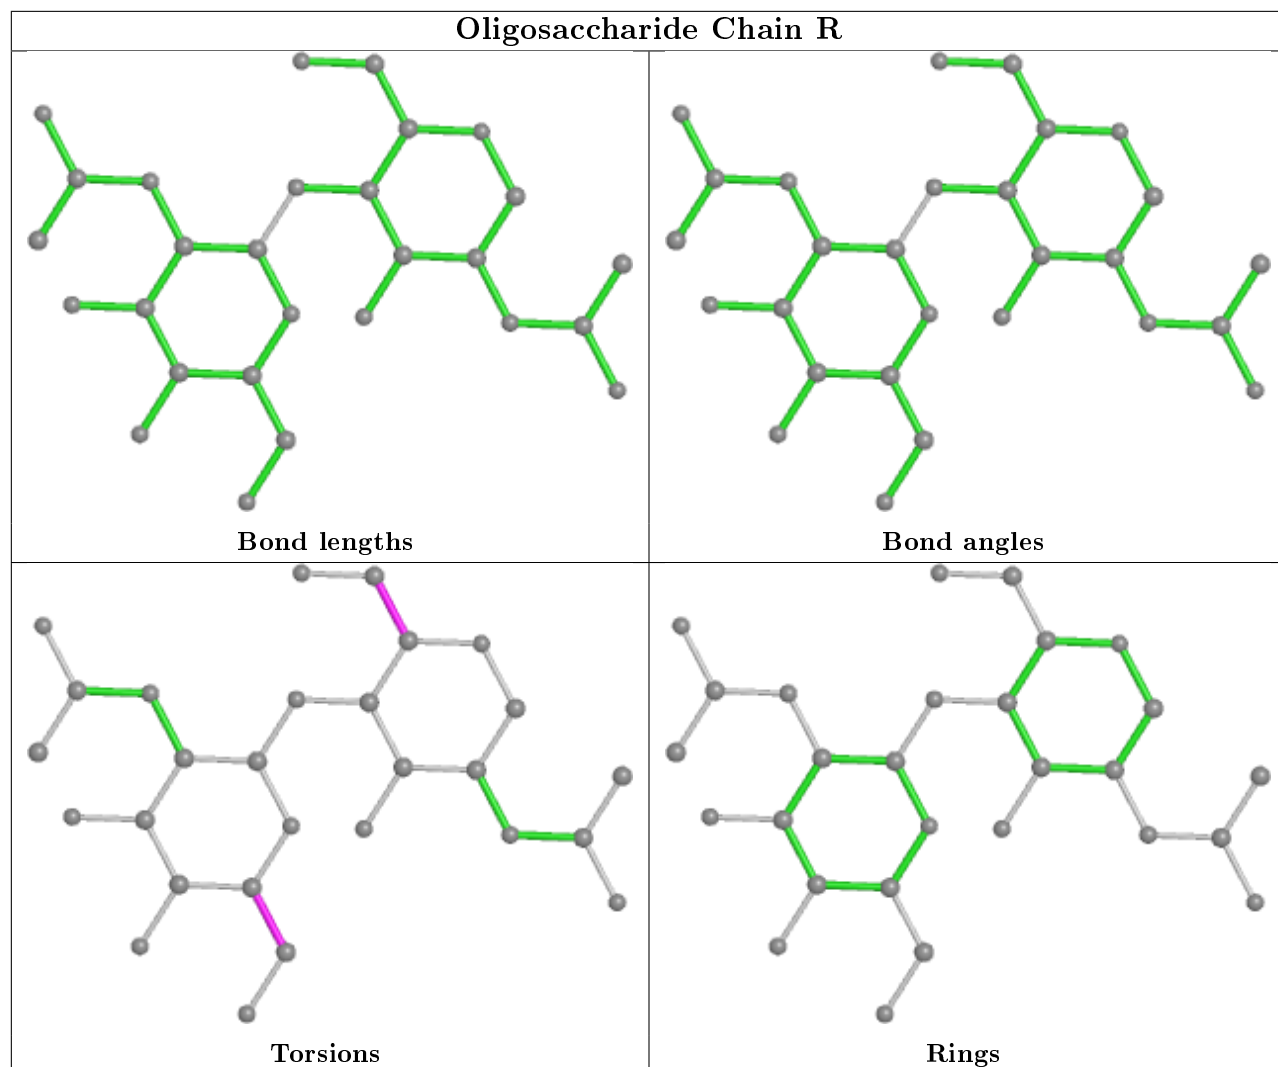 Oligosaccharide Chain R
Bond lengths
Bond angles
Torsions
Rings